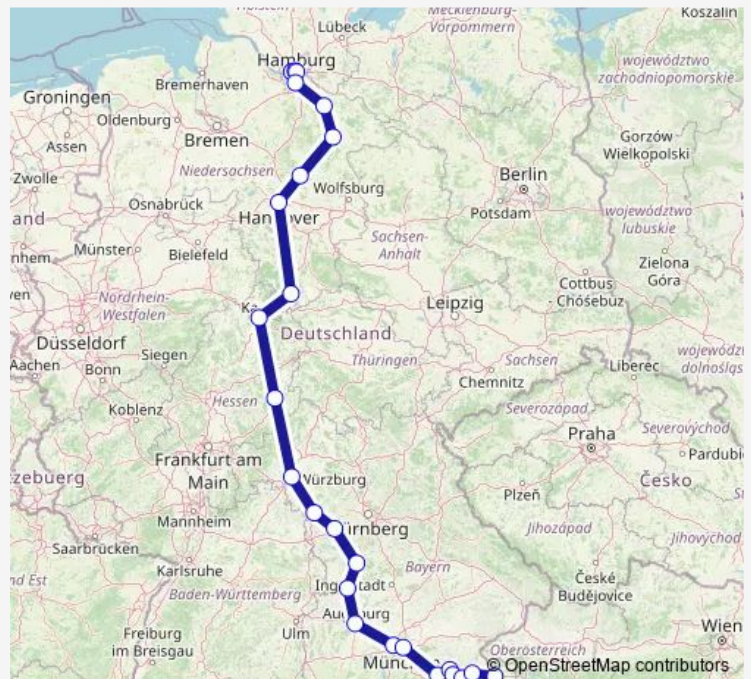 Koszalin
Mecklenburg-
Vorpommern
Lübeck
Hamburg
województwo
zachodniopomorskie
Bremerhaven
Groningen
Oldenburg
Bremen
Assen
Gorzów
Wielkopolski
Zwolle
Niedersachsen
Wolfsburg
Berlin
Osnabrück
Potsdam
województwo
lubuskie
Münster
Bielefeld
Sachsen-
Anhalt
Zielona
Góra
Nordrhein-
Westfalen
Cottbus
- Chóśebuz
Leipzig
Düsseldorf
Deutschland
Aachen
Siegen
Thüringen
Sachsen
Liberec
Bonn
Chemnitz
Koblenz
Hessen
Severozápad
Severovýchod
Praha
Frankfurt am
Main
Würzburg
Česko
Plzeň
Mannheim
Jihozápad
Saarbrücken
Karlsruhe
Bayern
České
Budějovice
Baden-Württemberg
Ulm
Freiburg
im Breisgau
Wien
Oberösterreich
© OpenStreetMap contributors